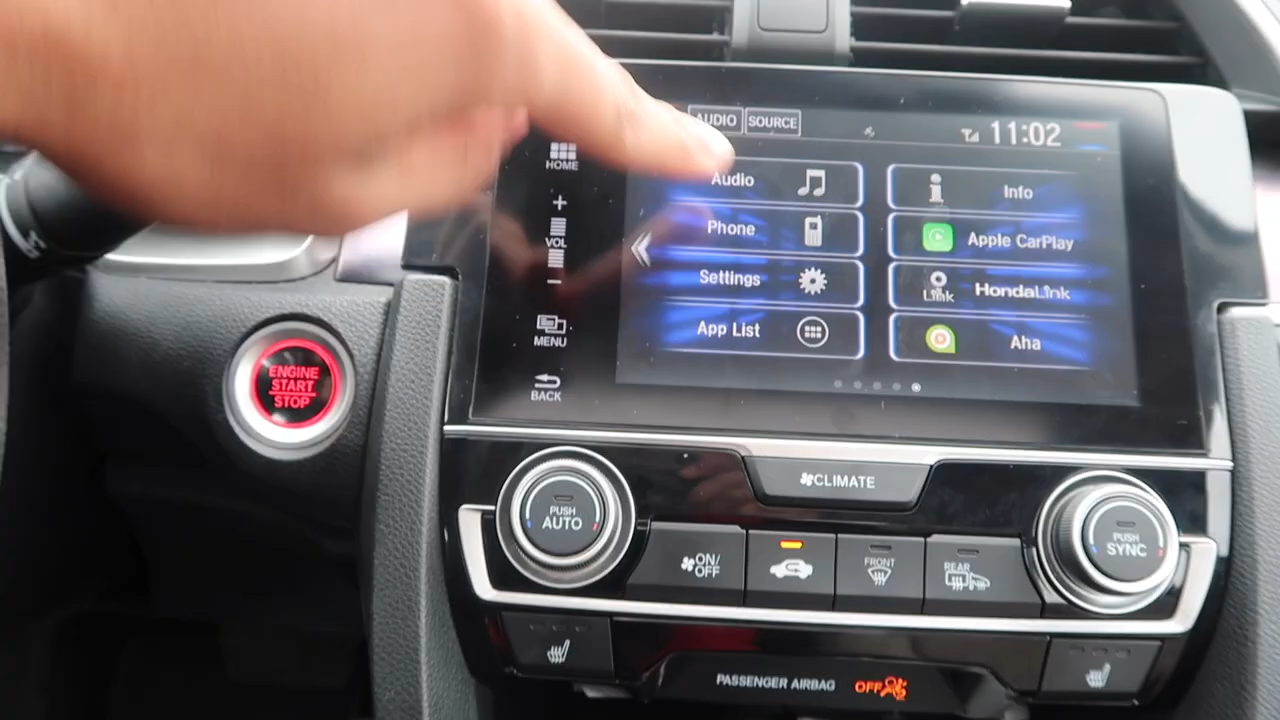 AUDIO SOURCE
11:02
HOME
VOL
MENU
BACK
Audio
Phone
Settings
App List
Info
Apple CarPlay
Link HondaLink
Aha
ENGINE
START
STOP
CLIMATE
PUSH
AUTO
ON/
OFF
FRONT
REAR
PUSH
SYNC
PASSENGER AIRBAG OFF